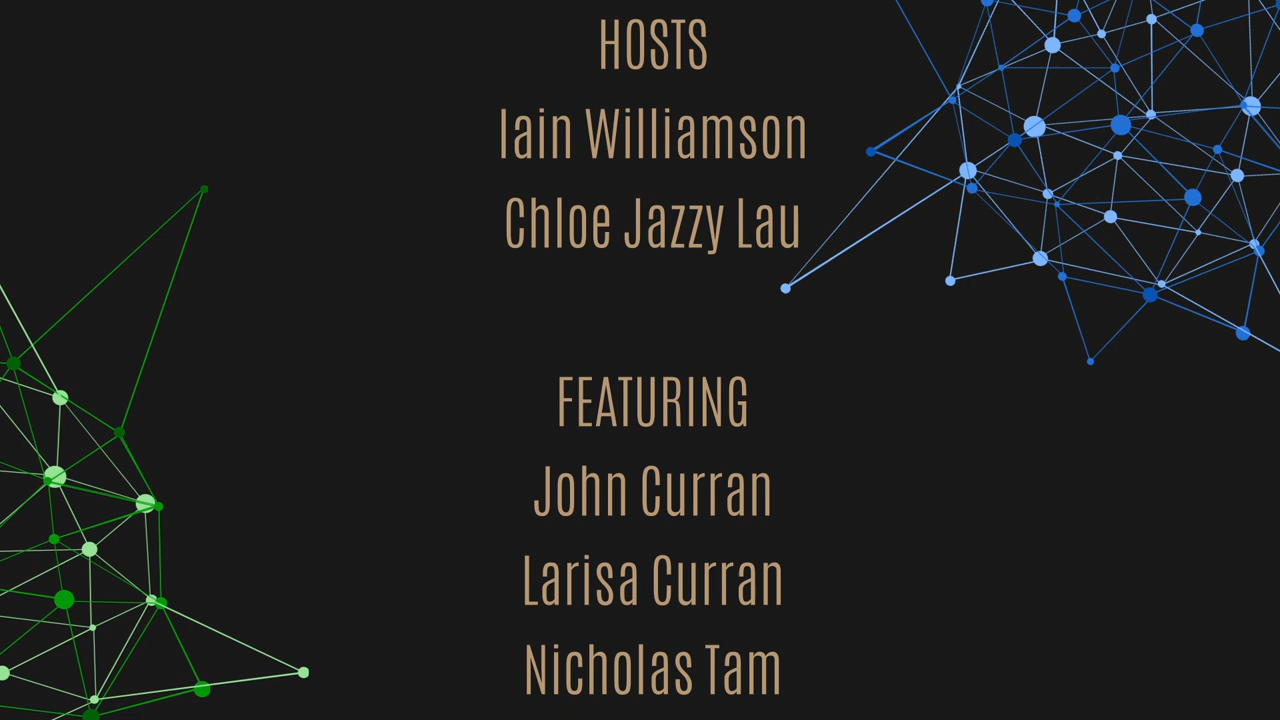 HOSTS
Iain Williamson
Chloe Jazzy Lau
FEATURING
John Curran
Larisa Curran
Nicholas Tam